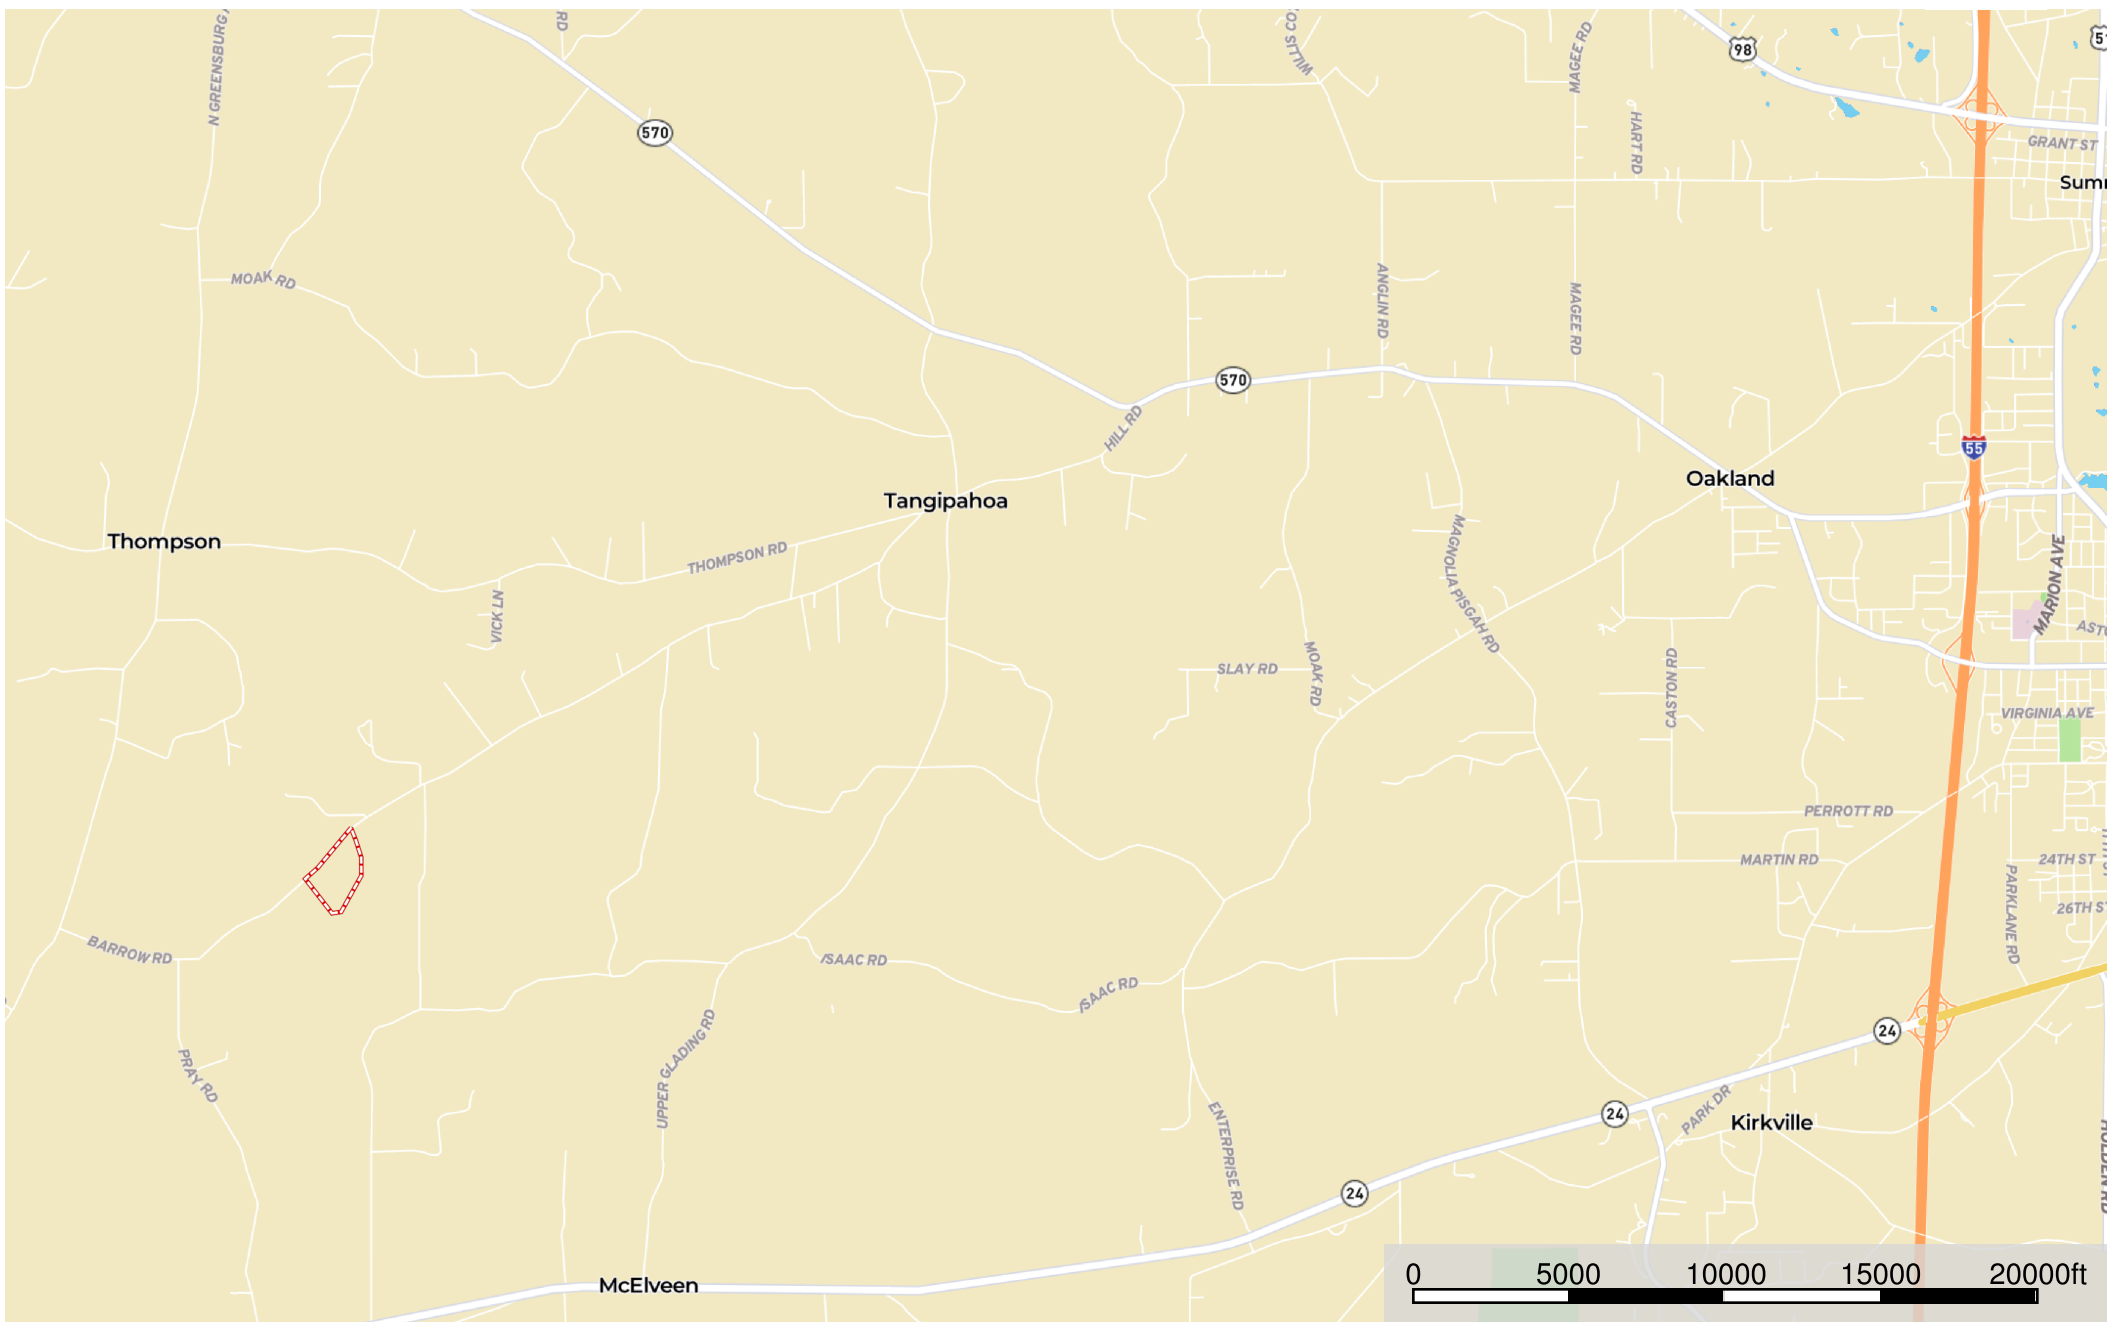 RD
98
51
N GREENSBURG
WILLS CO
MAGEE RD
570
HART RD
GRANT ST
MOAK RD
ANGLIN RD
MAGEE RD
570
HILL RD
55
Oakland
Tangipahoa
Thompson
THOMPSON RD
MAGNOLIA PISGAH RD
MARION AVE
VICK LN
SLAY RD
MOAK RD
CASTON RD
VIRGINIA AVE
PERROTT RD
MARTIN RD
24TH ST
PARKLANE RD
26TH ST
BARROW RD
ISAAC RD
ISAAC RD
UPPER GLADING RD
24
PRAY RD
24
PARK DR
Kirkville
ENTERPRISE RD
HOLDEN RD
24
McElveen
0 5000 10000 15000 20000ft